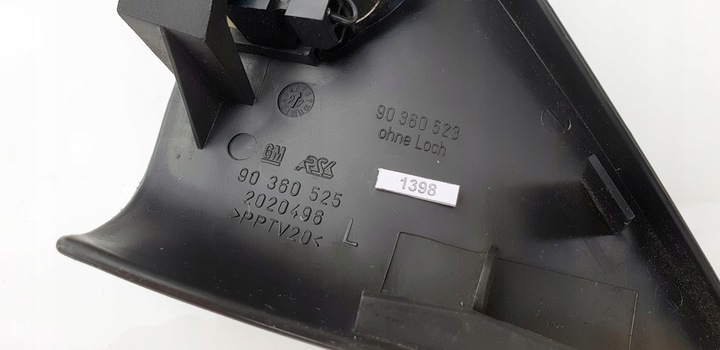 90 360 523
ohne Loch
GM
90 360 525
1398
2020496
>PPTV20<
L